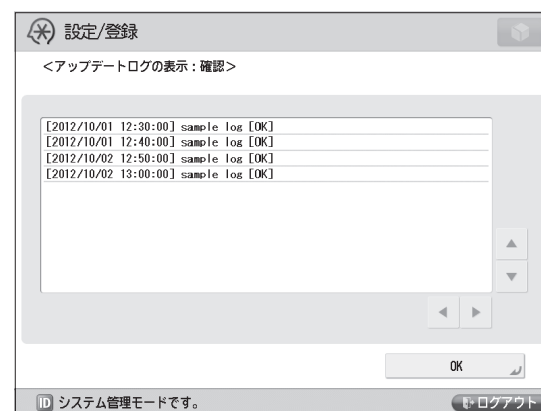 設定/登録
<アップデートログの表示:確認>
[2012/10/01 12:30:00] sample log [OK]
[2012/10/01 12:40:00] sample log [OK]
[2012/10/02 12:50:00] sample log [OK]
[2012/10/02 13:00:00] sample log [OK]
OK
ID システム管理モードです。
ログアウト